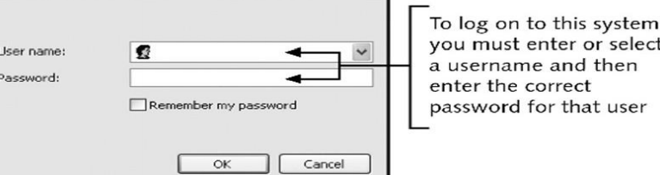 User name:
Password:
Remember my password
OK
Cancel
To log on to this system
you must enter or select
a username and then
enter the correct
password for that user